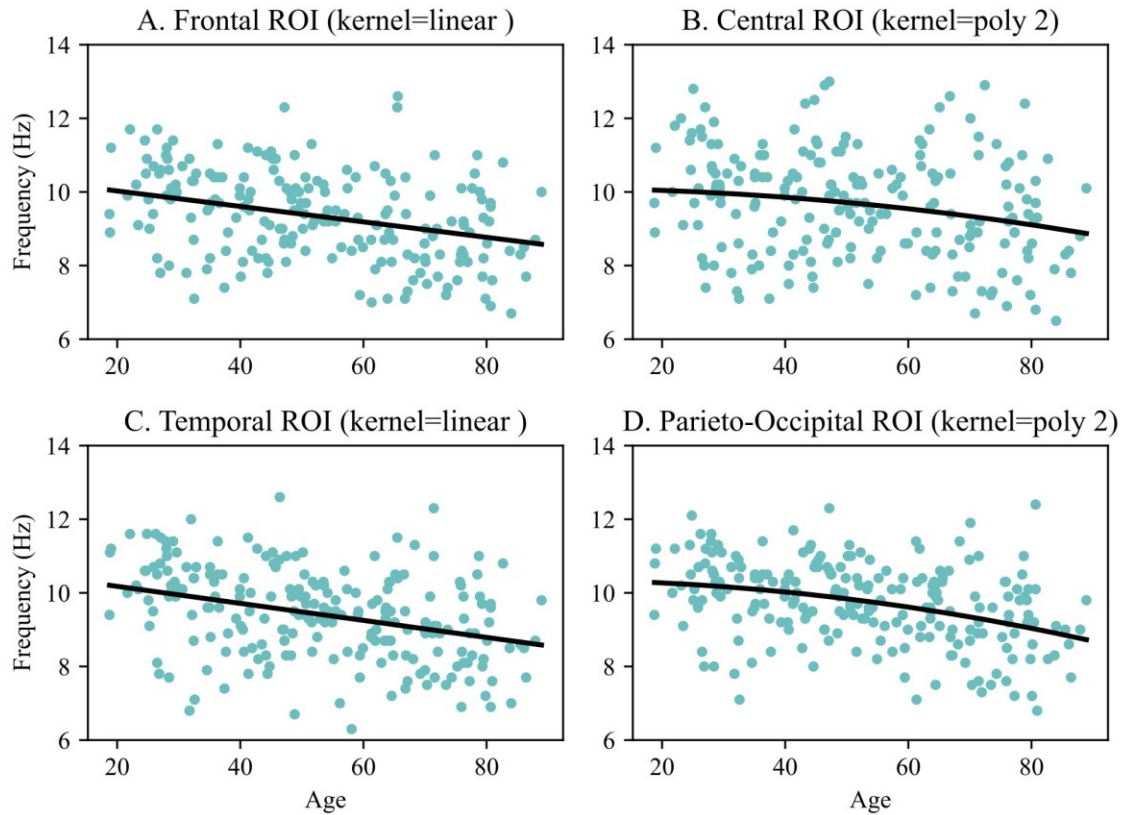 A. Frontal ROI (kernel=linear )
B. Central ROI (kernel=poly 2)
Frequency (Hz)
14
12
10
8
6
20 40 60 80
14
12
10
8
6
20 40 60 80
C. Temporal ROI (kernel=linear )
D. Parieto-Occipital ROI (kernel=poly 2)
Frequency (Hz)
14
12
10
8
6
20 40 60 80
Age
14
12
10
8
6
20 40 60 80
Age